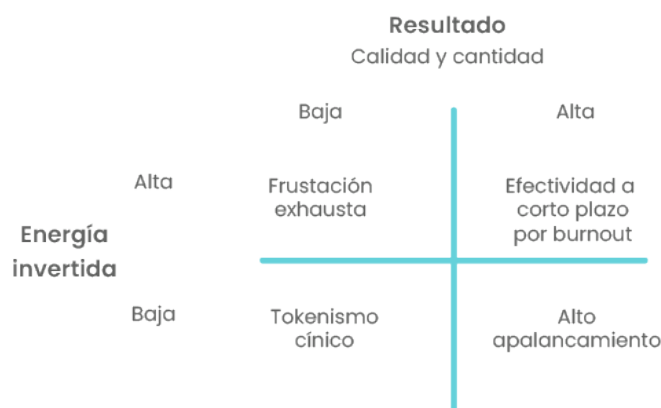 Resultado
Calidad y cantidad
Baja
Alta
Alta
Frustación
exhausta
Efectividad a
corto plazo
por burnout
Energía
invertida
Baja
Tokenismo
cínico
Alto
apalancamiento